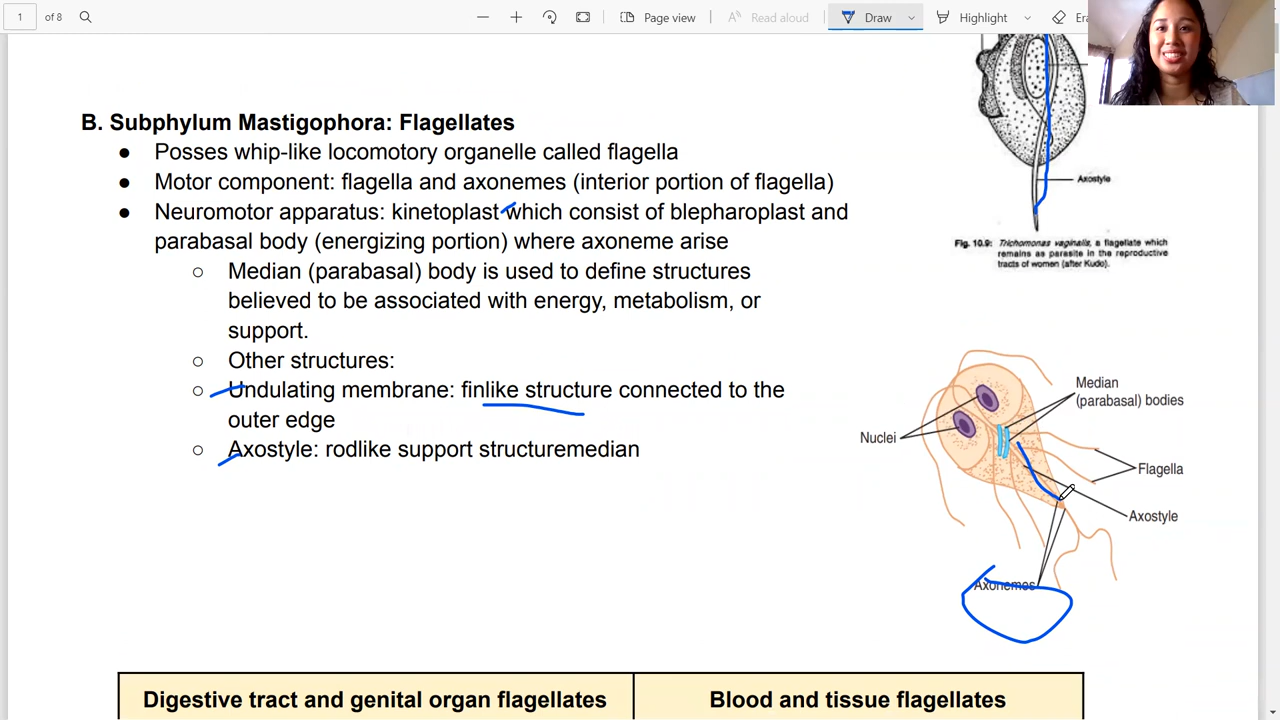 1 of 8
Page view
Read aloud
Draw
Highlight
B. Subphylum Mastigophora: Flagellates
● Posses whip-like locomotory organelle called flagella
● Motor component: flagella and axonemes (interior portion of flagella)
● Neuromotor apparatus: kinetoplast which consist of blepharoplast and
parabasal body (energizing portion) where axoneme arise
○ Median (parabasal) body is used to define structures
believed to be associated with energy, metabolism, or
support.
○ Other structures:
○ Undulating membrane: finlike structure connected to the
outer edge
○ Axostyle: rodlike support structuremedian
Axostyle
Fig. 10.9: Trichomonas vaginalis, a flagellate which
remains as parasite in the reproductive
tracts of women (after Kudo).
Median
(parabasal) bodies
Nuclei
Flagella
Axostyle
Axonemes
Digestive tract and genital organ flagellates
Blood and tissue flagellates